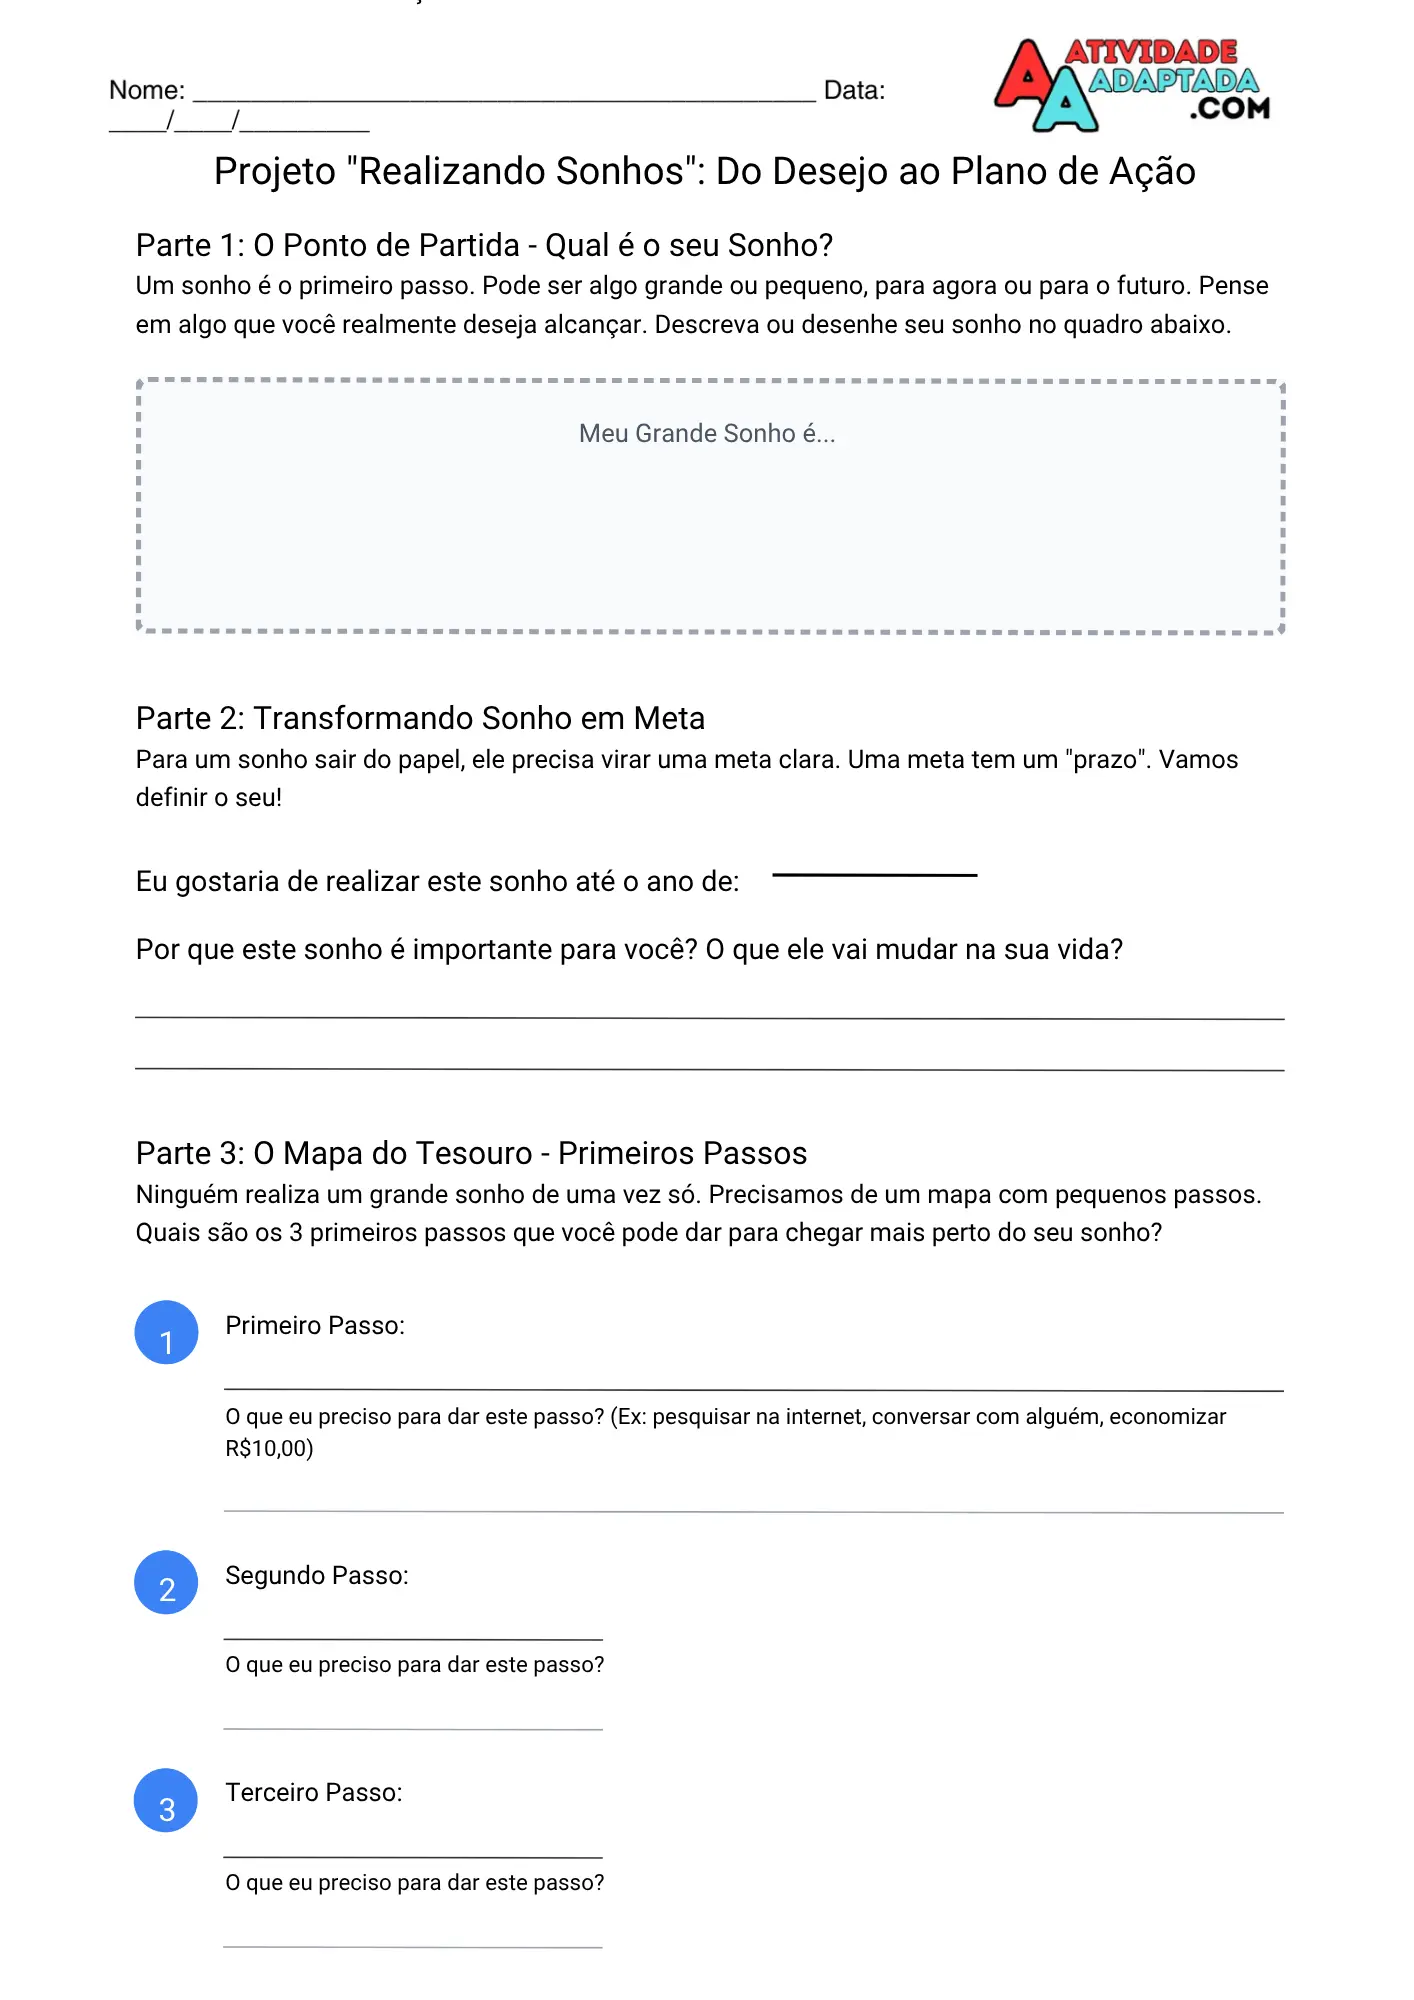 Nome: ___________________________________________ Data:
____/____/_________
ATIVIDADE
ADAPTADA
.COM
Projeto "Realizando Sonhos": Do Desejo ao Plano de Ação
Parte 1: O Ponto de Partida - Qual é o seu Sonho?
Um sonho é o primeiro passo. Pode ser algo grande ou pequeno, para agora ou para o futuro. Pense
em algo que você realmente deseja alcançar. Descreva ou desenhe seu sonho no quadro abaixo.
Meu Grande Sonho é...
Parte 2: Transformando Sonho em Meta
Para um sonho sair do papel, ele precisa virar uma meta clara. Uma meta tem um "prazo". Vamos
definir o seu!
Eu gostaria de realizar este sonho até o ano de:
Por que este sonho é importante para você? O que ele vai mudar na sua vida?
Parte 3: O Mapa do Tesouro - Primeiros Passos
Ninguém realiza um grande sonho de uma vez só. Precisamos de um mapa com pequenos passos.
Quais são os 3 primeiros passos que você pode dar para chegar mais perto do seu sonho?
1 Primeiro Passo:
O que eu preciso para dar este passo? (Ex: pesquisar na internet, conversar com alguém, economizar
R$10,00)
2 Segundo Passo:
O que eu preciso para dar este passo?
3 Terceiro Passo:
O que eu preciso para dar este passo?